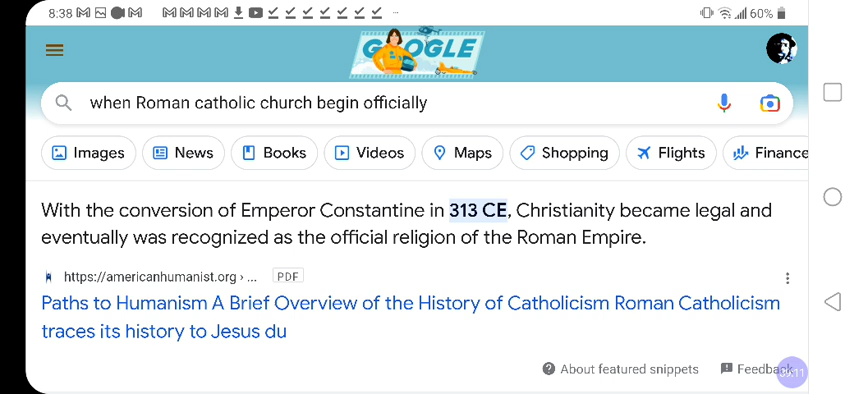 8:38 60%
GOOGLE
when Roman catholic church begin officially
Images News Books Videos Maps Shopping Flights Finance
With the conversion of Emperor Constantine in 313 CE, Christianity became legal and
eventually was recognized as the official religion of the Roman Empire.
https://americanhumanist.org › ... PDF
Paths to Humanism A Brief Overview of the History of Catholicism Roman Catholicism
traces its history to Jesus du
About featured snippets Feedback